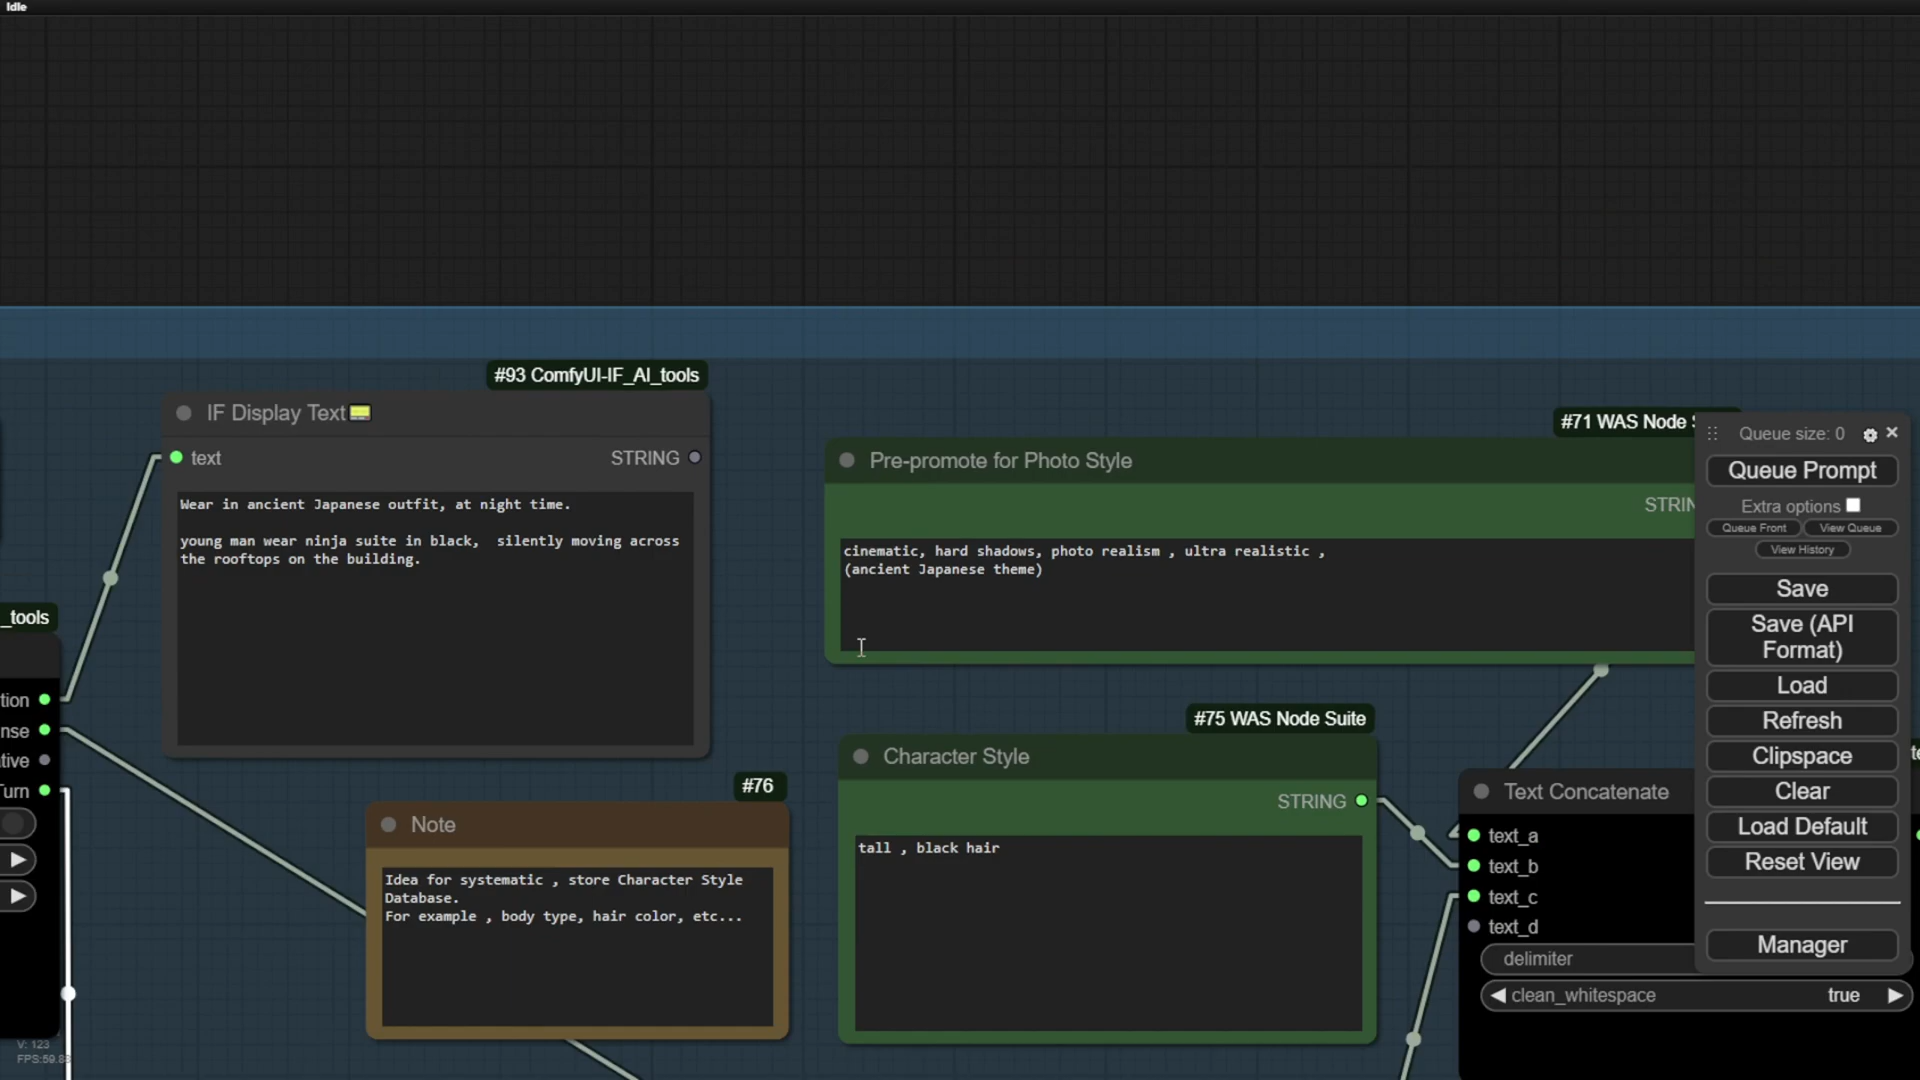 Idle
#93 ComfyUI-IF_AI_tools
IF Display Text
text
STRING
Wear in ancient Japanese outfit, at night time.
young man wear ninja suite in black,  silently moving across
the rooftops on the building.
_tools
tion
nse
ative
Turn
#76
Note
Idea for systematic , store Character Style
Database.
For example , body type, hair color, etc...
V: 123
#71 WAS Node S
Pre-promote for Photo Style
STRIN
cinematic, hard shadows, photo realism , ultra realistic ,
(ancient Japanese theme)
#75 WAS Node Suite
Character Style
STRING
tall , black hair
Text Concatenate
text_a
text_b
text_c
text_d
delimiter
clean_whitespace true
Queue size: 0
Queue Prompt
Extra options
Queue Front View Queue
View History
Save
Save (API
Format)
Load
Refresh
Clipspace
Clear
Load Default
Reset View
Manager